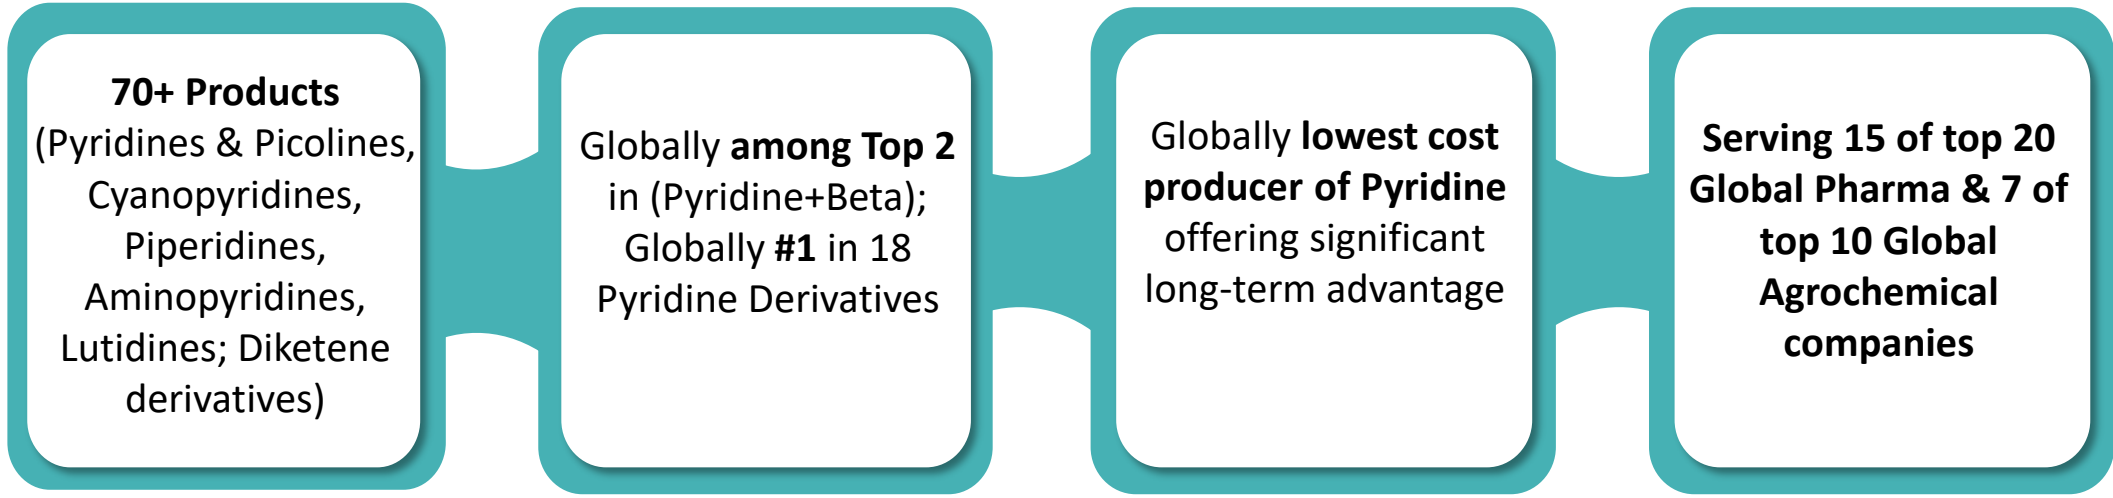 70+ Products
(Pyridines & Picolines,
Cyanopyridines,
Piperidines,
Aminopyridines,
Lutidines; Diketene
derivatives)
Globally among Top 2
in (Pyridine+Beta);
Globally #1 in 18
Pyridine Derivatives
Globally lowest cost
producer of Pyridine
offering significant
long-term advantage
Serving 15 of top 20
Global Pharma & 7 of
top 10 Global
Agrochemical
companies